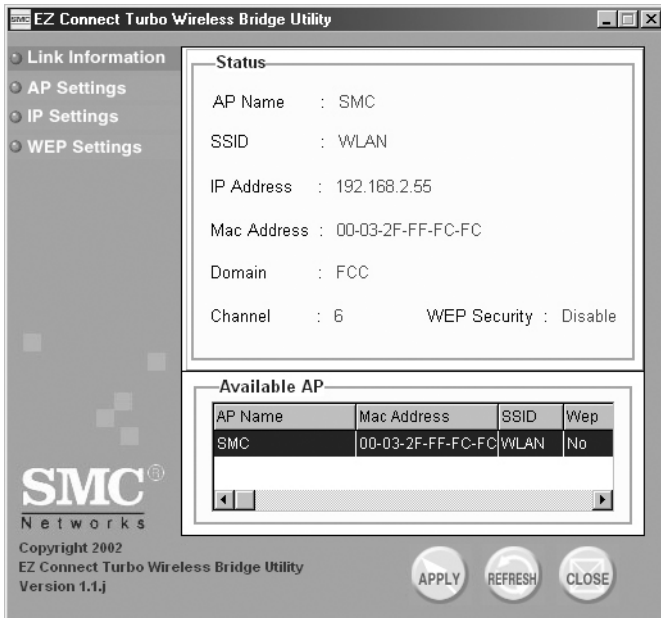 SMC EZ Connect Turbo Wireless Bridge Utility
Link Information
AP Settings
IP Settings
WEP Settings
Status
AP Name : SMC
SSID : WLAN
IP Address : 192.168.2.55
Mac Address : 00-03-2F-FF-FC-FC
Domain : FCC
Channel : 6 WEP Security : Disable
Available AP
AP Name Mac Address SSID Wep
SMC 00-03-2F-FF-FC-FC WLAN No
SMC®
Networks
Copyright 2002
EZ Connect Turbo Wireless Bridge Utility
Version 1.1.j
APPLY REFRESH CLOSE